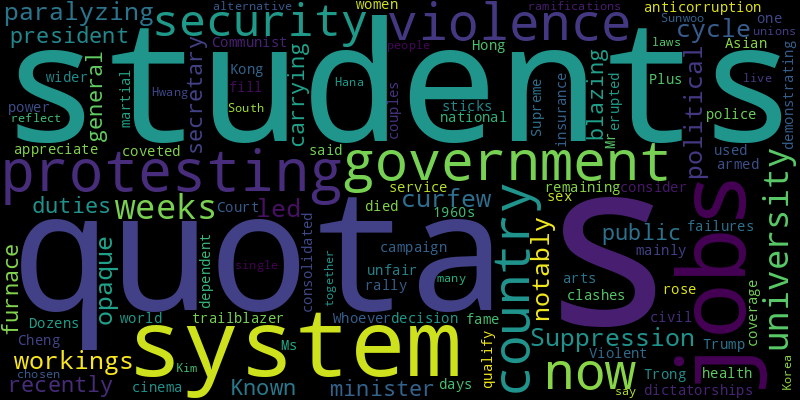 paralyzing
alternative
women
ramifications
anticorruption
president
security
violence
cycle
Sunwoo
one
unions
wider
Communist
people
Hong
laws
Asian
general
martial
secretary
Kong
carrying
students
power
Hwang
fill
Hana
couples
sticks
Supreme
insurance
blazing
erupted
Mr
Plus
live
demonstrating
reflect
South
national
police
political
appreciate
coveted
said
used
armed
protesting
government
service
remaining
consider
duties
weeks
Court
led
died
curfew
sex
1960s
country
notably
public
failures
university
quota
s
jobs
mainly
campaign
unfair
rally
many
arts
clashes
rose
civil
coverage
furnace
opaque
dependent
single
consolidated
together
Dozens
world
trailblazer
Whoever
decision
fame
qualify
Cheng
system
Ms
Suppression
Violent
Trump
workings
now
Trong
health
Korea
recently
chosen
Kim
cinema
Known
minister
days
say
dictatorships